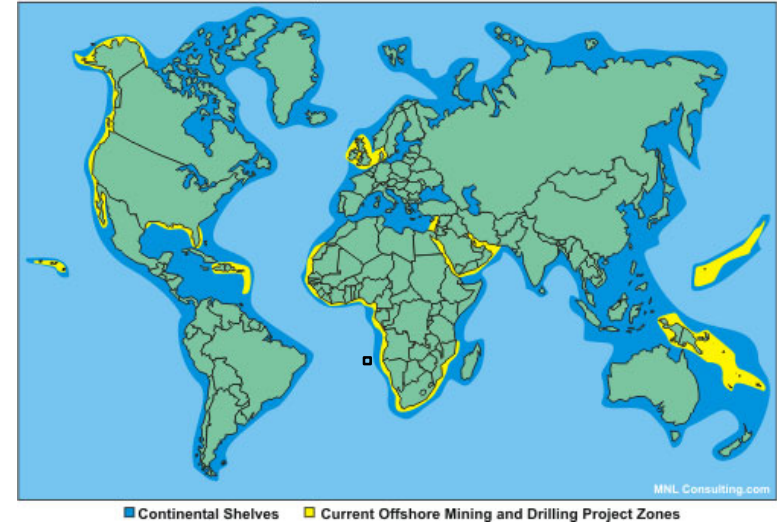 MNL Consulting.com
Continental Shelves
Current Offshore Mining and Drilling Project Zones